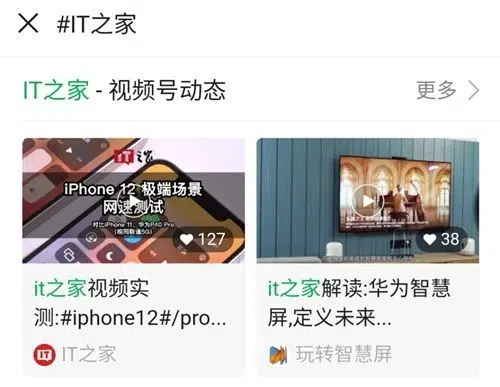 #IT之家
IT之家 - 视频号动态
更多
IT之家
iPhone 12 极端场景
网速测试
对比iPhone 11、华为P40 Pro
(相同联通5G)
127
38
it之家视频实
测:#iphone12#/pro...
it之家解读:华为智慧
屏,定义未来...
IT之家
玩转智慧屏